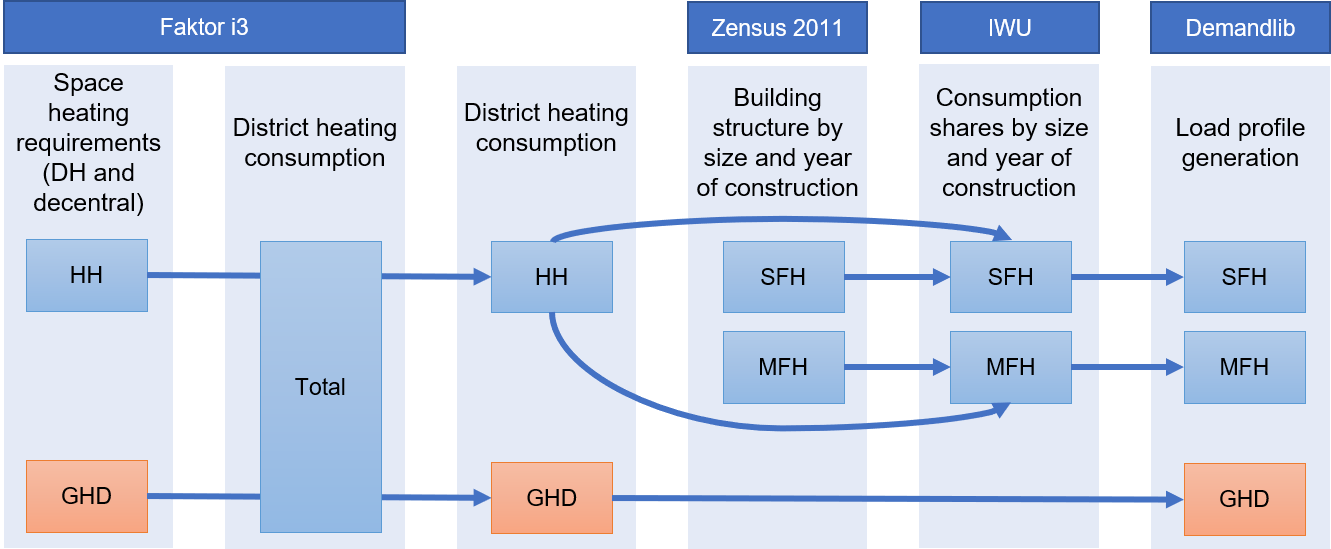 Faktor i3
Zensus 2011
IWU
Demandlib
Space
heating
requirements
(DH and
decentral)
District heating
consumption
District heating
consumption
Building
structure by
size and year
of construction
Consumption
shares by size
and year of
construction
Load profile
generation
HH
Total
HH
SFH
SFH
SFH
MFH
MFH
MFH
GHD
GHD
GHD